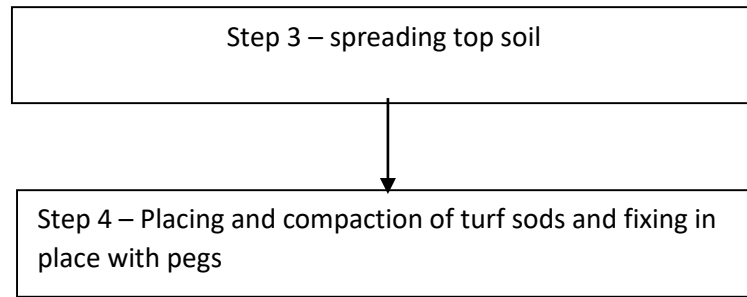 Step 3 – spreading top soil
Step 4 – Placing and compaction of turf sods and fixing in
place with pegs